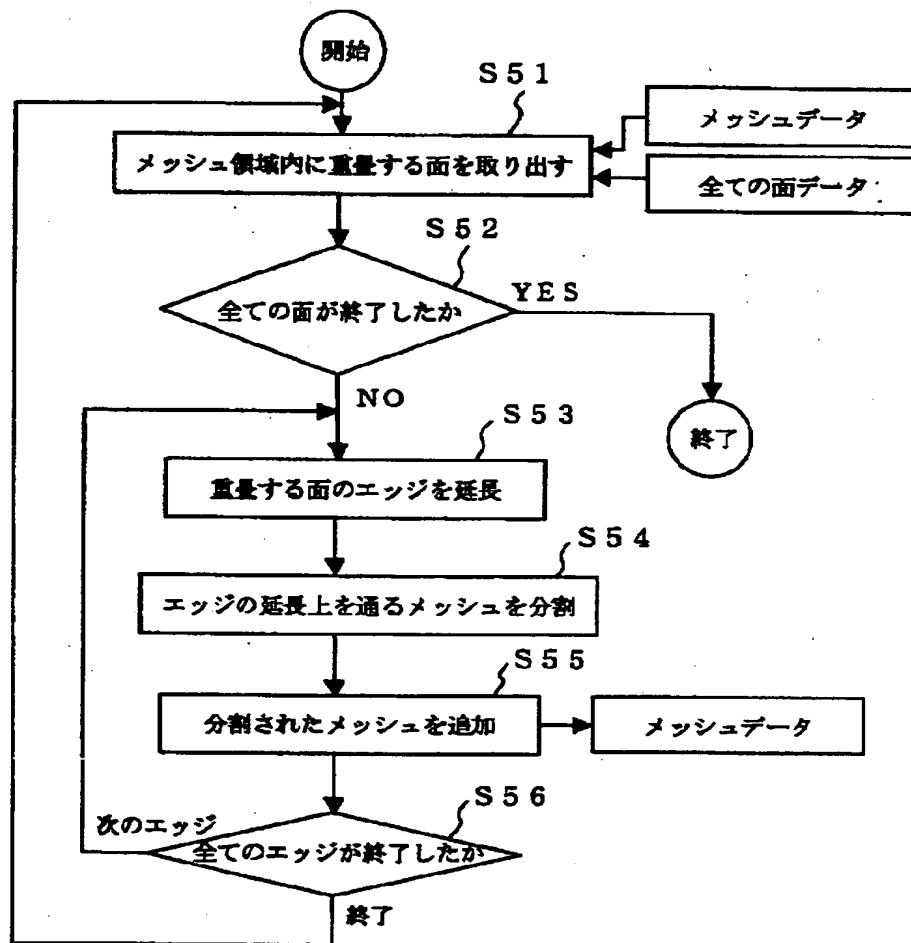 開始
S51
メッシュデータ
メッシュ領域内に重畳する面を取り出す
全ての面データ
S52
全ての面が終了したか
YES
NO
終了
S53
重畳する面のエッジを延長
S54
エッジの延長上を通るメッシュを分割
S55
分割されたメッシュを追加
メッシュデータ
S56
次のエッジ
全てのエッジが終了したか
終了